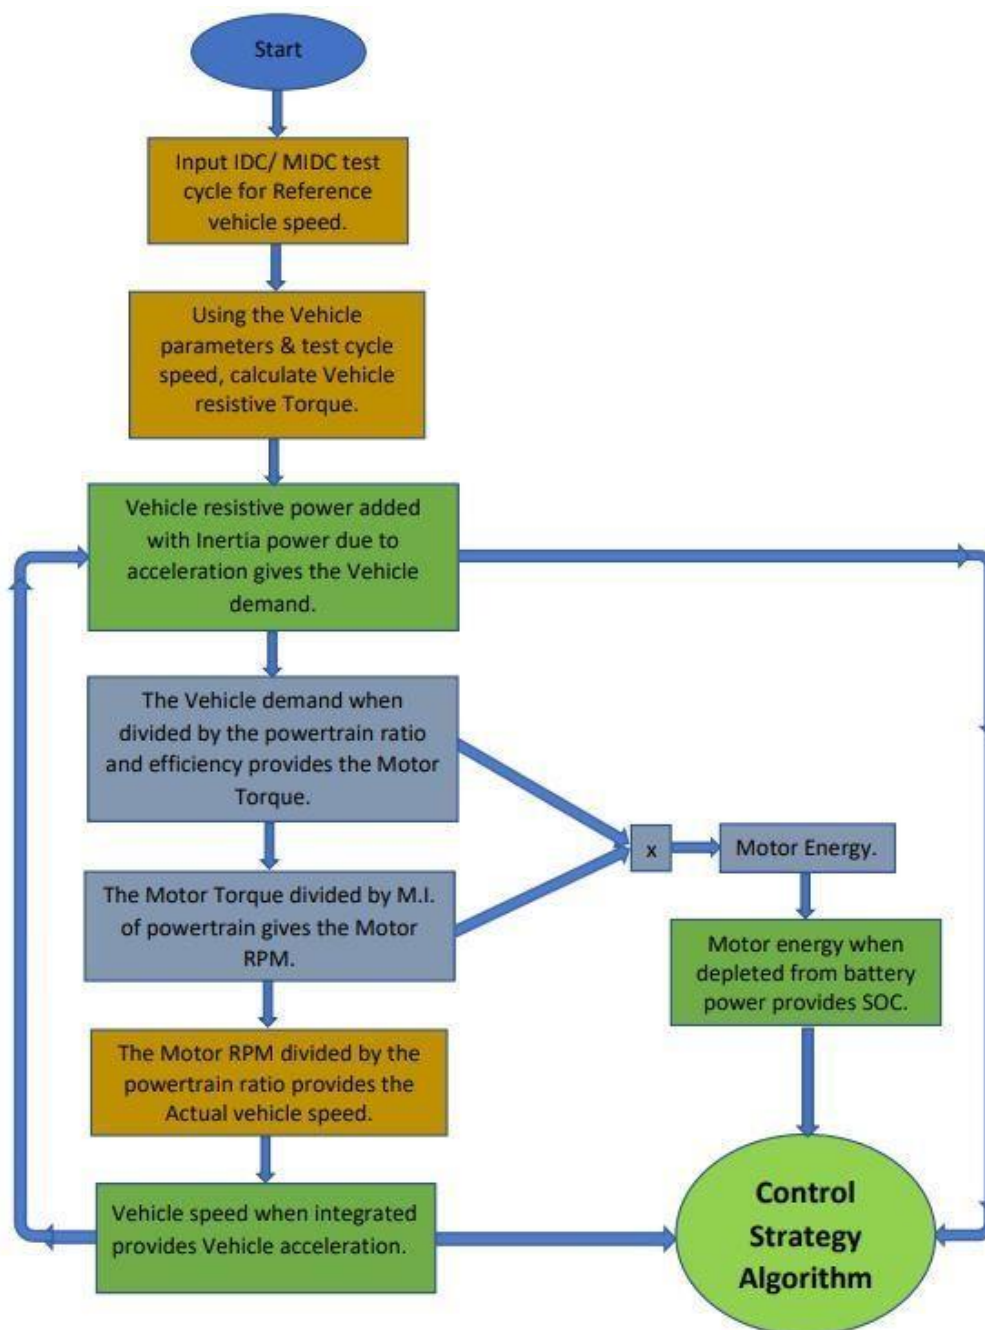 Start
Input IDC/ MIDC test
cycle for Reference
vehicle speed.
Using the Vehicle
parameters & test cycle
speed, calculate Vehicle
resistive Torque.
Vehicle resistive power added
with Inertia power due to
acceleration gives the Vehicle
demand.
The Vehicle demand when
divided by the powertrain ratio
and efficiency provides the Motor
Torque.
The Motor Torque divided by M.I.
of powertrain gives the Motor
RPM.
x
Motor Energy.
Motor energy when
depleted from battery
power provides SOC.
The Motor RPM divided by the
powertrain ratio provides the
Actual vehicle speed.
Vehicle speed when integrated
provides Vehicle acceleration.
Control
Strategy
Algorithm